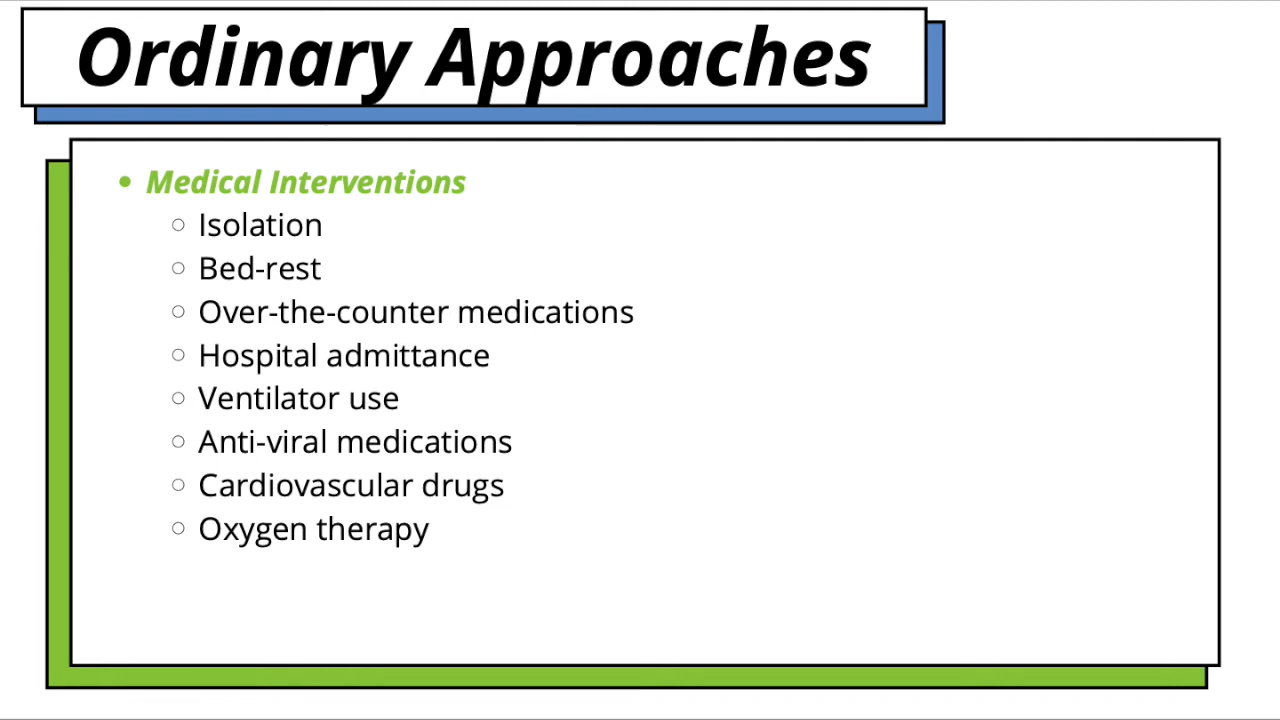 Ordinary Approaches
• Medical Interventions
○ Isolation
○ Bed-rest
○ Over-the-counter medications
○ Hospital admittance
○ Ventilator use
○ Anti-viral medications
○ Cardiovascular drugs
○ Oxygen therapy